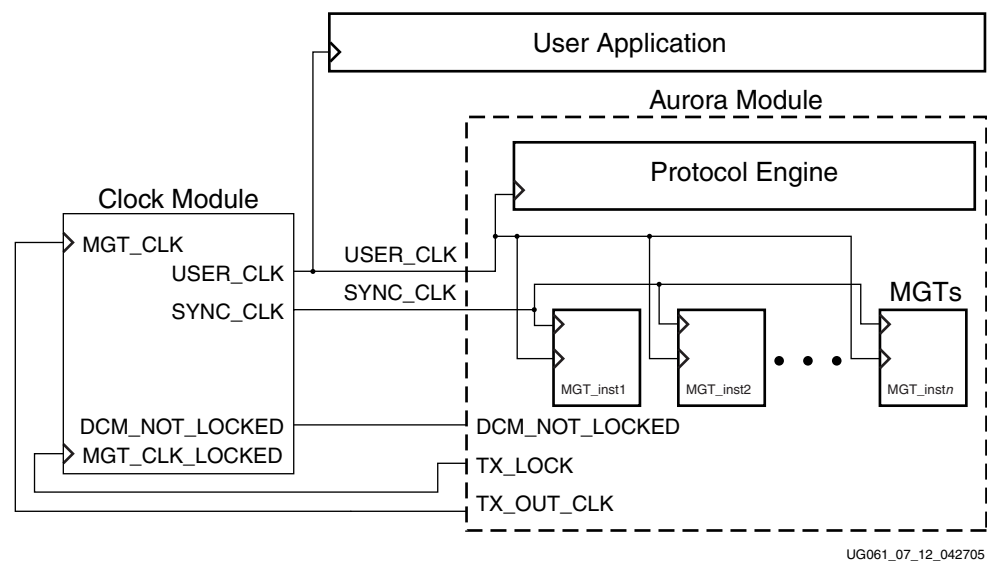 User Application
Aurora Module
Protocol Engine
Clock Module
MGT_CLK
USER_CLK
USER_CLK
SYNC_CLK
SYNC_CLK
MGTs
MGT_inst1
MGT_inst2
MGT_instn
DCM_NOT_LOCKED
DCM_NOT_LOCKED
MGT_CLK_LOCKED
TX_LOCK
TX_OUT_CLK
UG061_07_12_042705